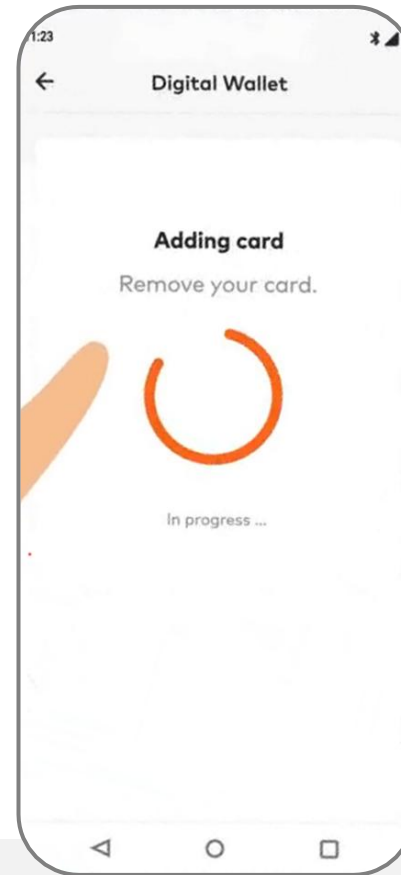 1:23
Digital Wallet
Adding card
Remove your card.
In progress ...